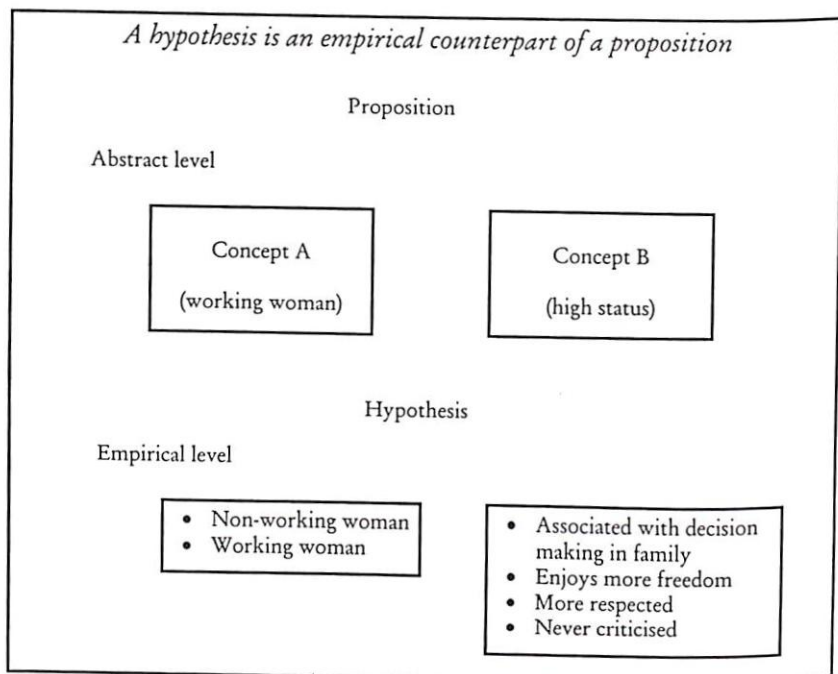 A hypothesis is an empirical counterpart of a proposition
Proposition
Abstract level
Concept A
(working woman)
Concept B
(high status)
Hypothesis
Empirical level
• Non-working woman
• Working woman
• Associated with decision
making in family
• Enjoys more freedom
• More respected
• Never criticised